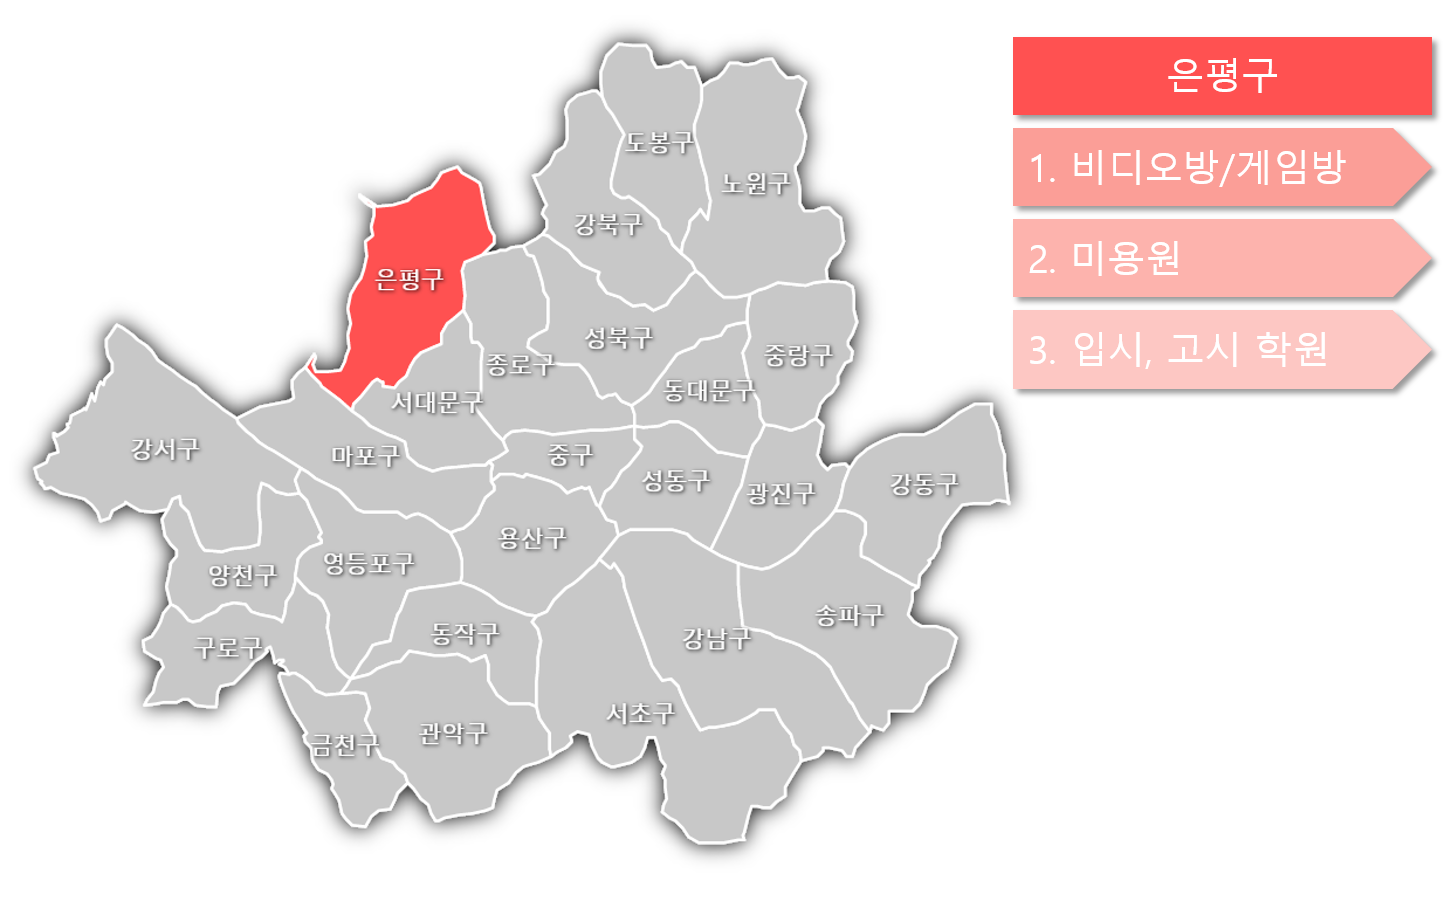 은평구
1. 비디오방/게임방
2. 미용원
3. 입시, 고시 학원
도봉구
노원구
강북구
은평구
성북구
종로구
중랑구
동대문구
서대문구
강서구
마포구
중구
성동구
광진구
강동구
용산구
영등포구
양천구
송파구
동작구
강남구
구로구
서초구
관악구
금천구